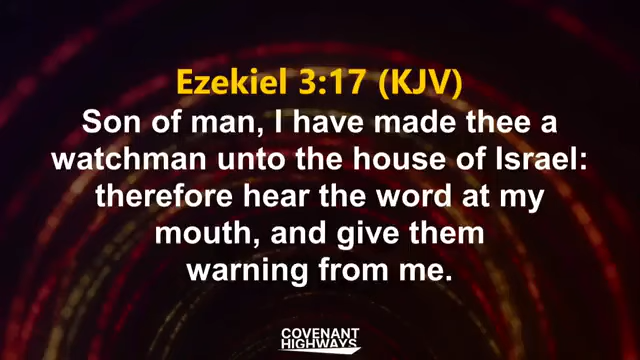 Ezekiel 3:17 (KJV)
Son of man, I have made thee a
watchman unto the house of Israel:
therefore hear the word at my
mouth, and give them
warning from me.
COVENANT
HIGHWAYS